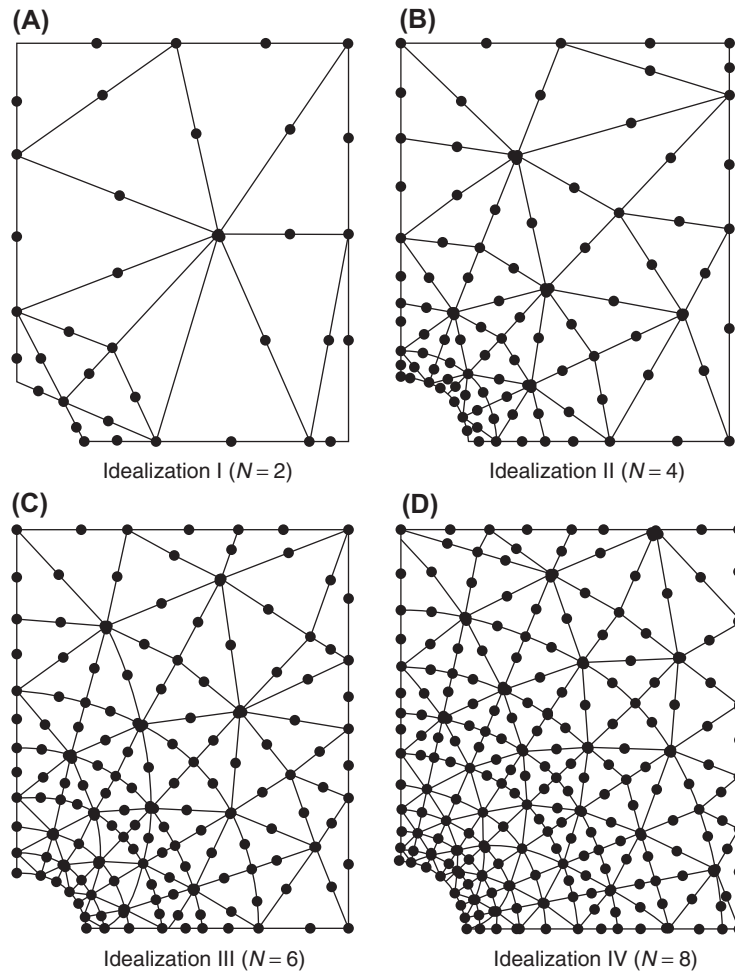 (A)
(B)
Idealization I (N = 2)
Idealization II (N = 4)
(C)
(D)
Idealization III (N = 6)
Idealization IV (N = 8)